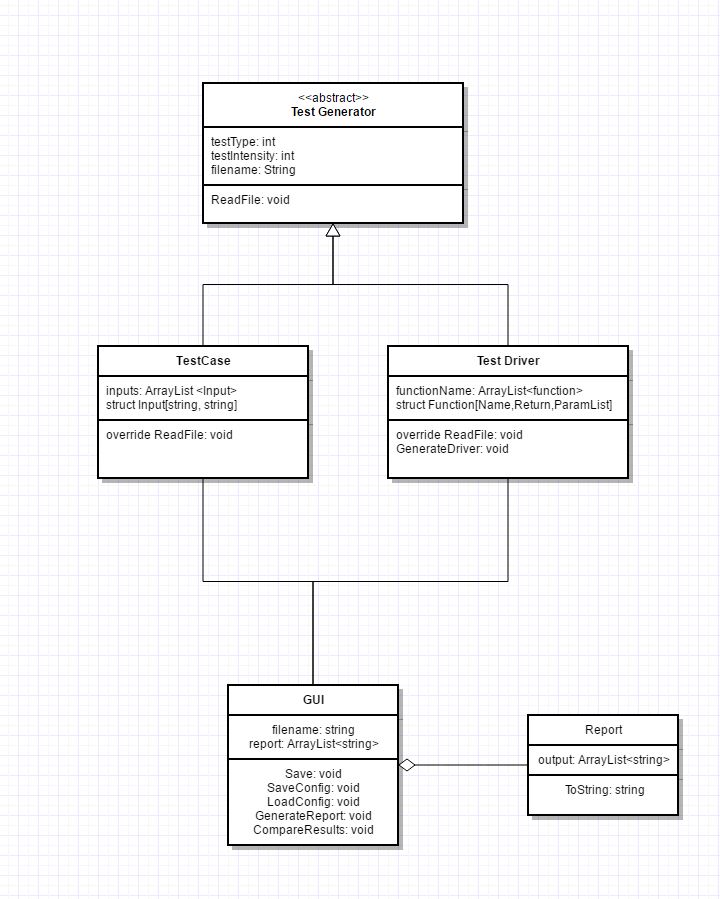 <<abstract>>
Test Generator
testType: int
testIntensity: int
filename: String
ReadFile: void
TestCase
inputs: ArrayList <Input>
struct Input[string, string]
override ReadFile: void
Test Driver
functionName: ArrayList<function>
struct Function[Name,Return,ParamList]
override ReadFile: void
GenerateDriver: void
GUI
filename: string
report: ArrayList<string>
Save: void
SaveConfig: void
LoadConfig: void
GenerateReport: void
CompareResults: void
Report
output: ArrayList<string>
ToString: string